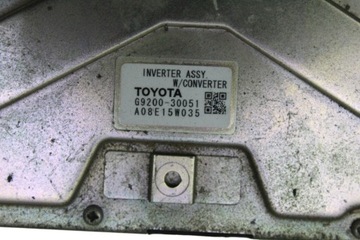 INVERTER ASSY
W/CONVERTER
TOYOTA
G9200-30051
A08E15W035